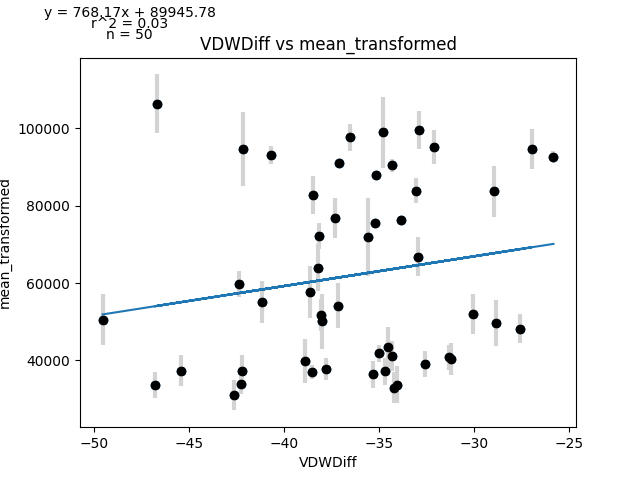 y = 768.17x + 89945.78
r^2 = 0.03
n = 50
VDWDiff vs mean_transformed
mean_transformed
100000
80000
60000
40000
−50
−45
−40
−35
−30
−25
VDWDiff